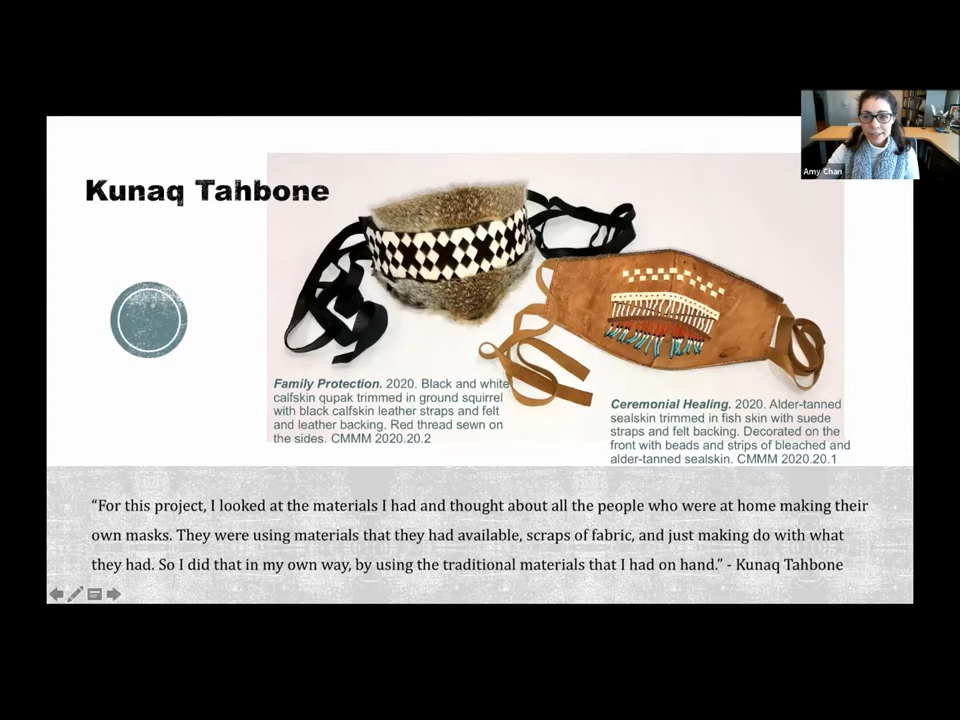 Amy Chan
Kunaq Tahbone
Family Protection. 2020. Black and white
calfskin qupak trimmed in ground squirrel
with black calfskin leather straps and felt
and leather backing. Red thread sewn on
the sides. CMMM 2020.20.2
Ceremonial Healing. 2020. Alder-tanned
sealskin trimmed in fish skin with suede
straps and felt backing. Decorated on the
front with beads and strips of bleached and
alder-tanned sealskin. CMMM 2020.20.1
“For this project, I looked at the materials I had and thought about all the people who were at home making their
own masks. They were using materials that they had available, scraps of fabric, and just making do with what
they had. So I did that in my own way, by using the traditional materials that I had on hand.” - Kunaq Tahbone